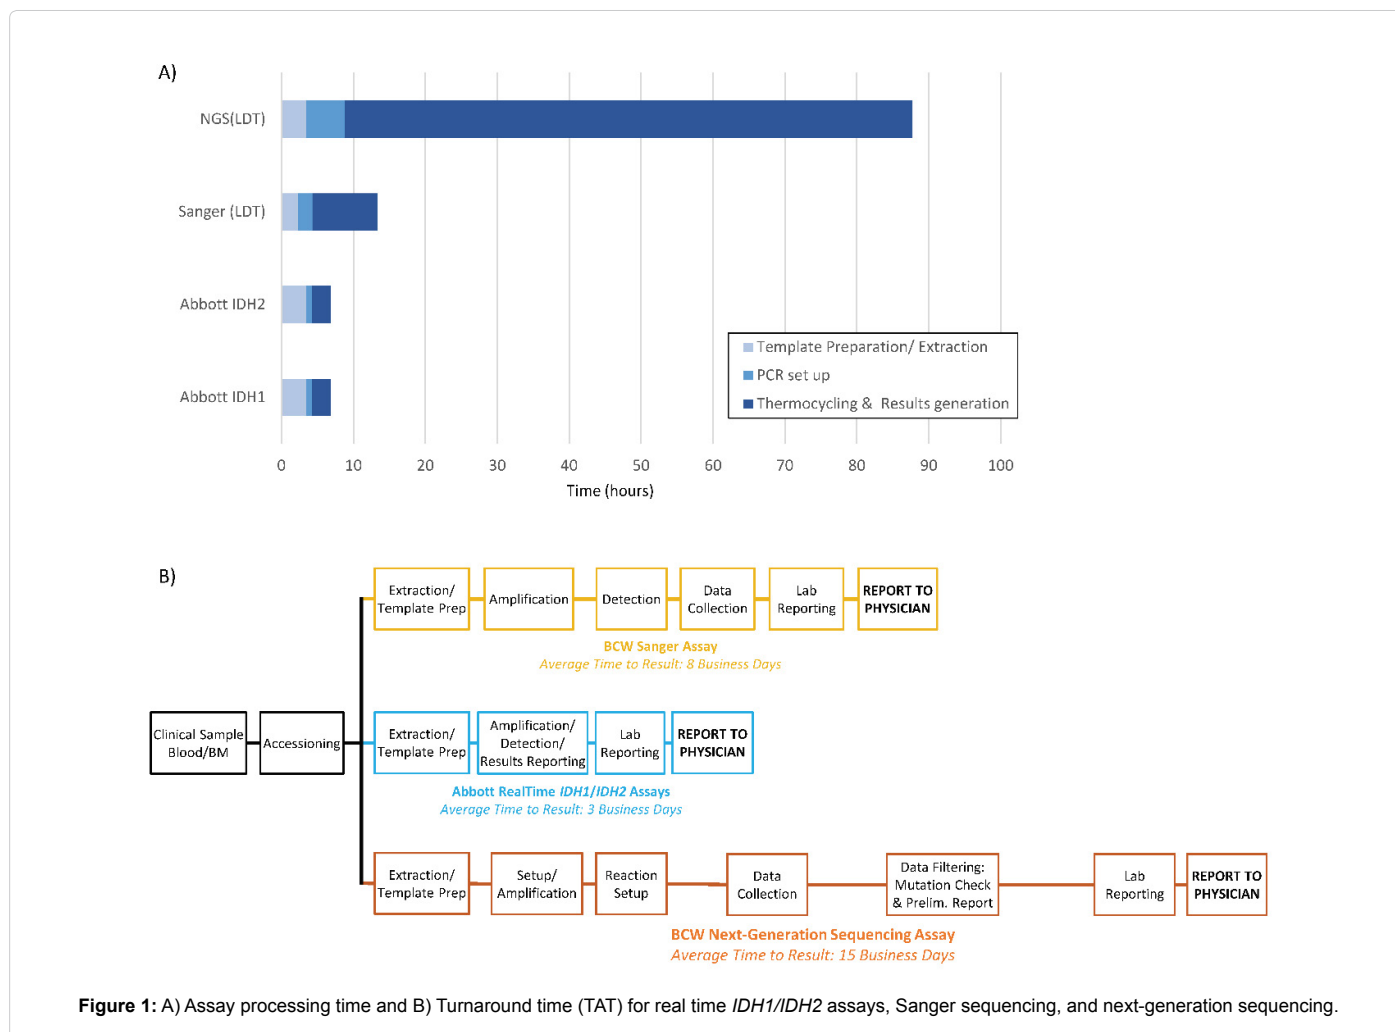 A)
NGS(LDT)
Sanger (LDT)
Abbott IDH2
Abbott IDH1
Template Preparation/ Extraction
PCR set up
Thermocycling & Results generation
0 10 20 30 40 50 60 70 80 90 100
Time (hours)
B)
Extraction/
Template Prep
Amplification
Detection
Data
Collection
Lab
Reporting
REPORT TO
PHYSICIAN
BCW Sanger Assay
Average Time to Result: 8 Business Days
Clinical Sample
Blood/BM
Accessioning
Extraction/
Template Prep
Amplification/
Detection/
Results Reporting
Lab
Reporting
REPORT TO
PHYSICIAN
Abbott RealTime IDH1/IDH2 Assays
Average Time to Result: 3 Business Days
Extraction/
Template Prep
Setup/
Amplification
Reaction
Setup
Data
Collection
Data Filtering:
Mutation Check
& Prelim. Report
Lab
Reporting
REPORT TO
PHYSICIAN
BCW Next-Generation Sequencing Assay
Average Time to Result: 15 Business Days
Figure 1: A) Assay processing time and B) Turnaround time (TAT) for real time IDH1/IDH2 assays, Sanger sequencing, and next-generation sequencing.